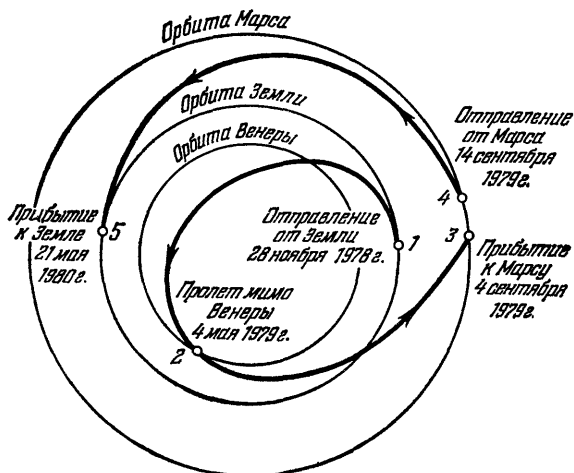 Орбита Марса
Орбита Земли
Орбита Венеры
Отправление
от Марса
14 сентября
1979г.
4
3
Прибытие
к Марсу
4 сентября
1979г.
Отправление
от Земли
28 ноября 1978г.
1
Прибытие
к Земле
21 мая
1980г.
5
Пролет мимо
Венеры
4 мая 1979г.
2